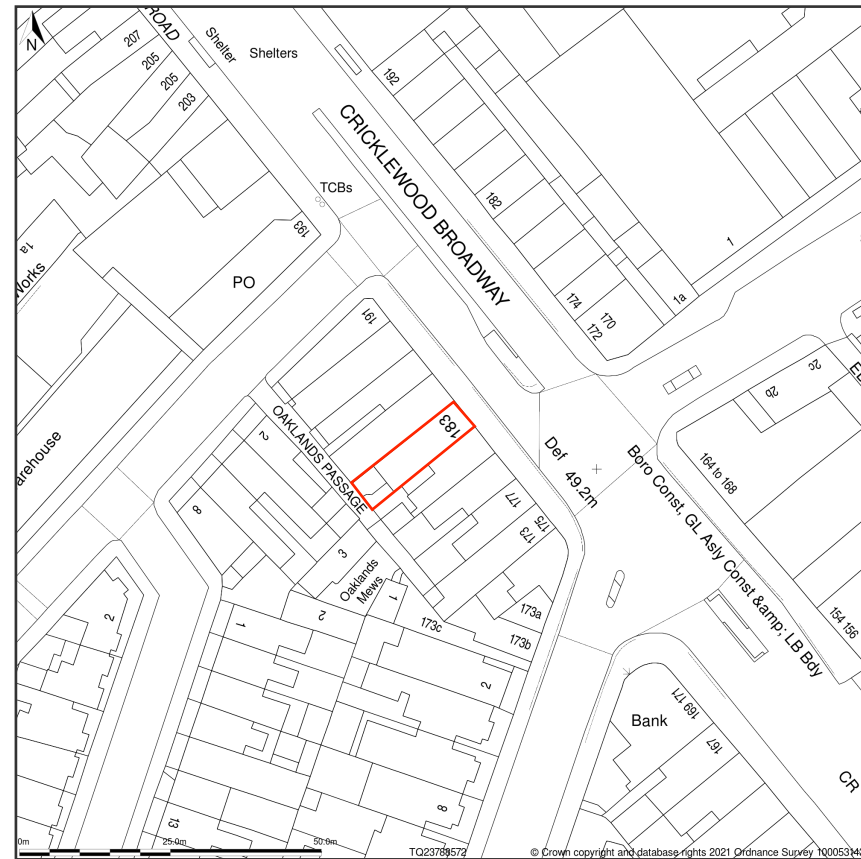 N
ROAD
207
205
205
203
Shelter
Shelters
192
CRICKLEWOOD BROADWAY
TCBs
182
193
1a
Works
PO
1
1a
174
170
172
191
183
OAKLANDS PASSAGE
2
8
arehouse
Def
49.2m
Boro Const, GL Asly Const &amp; LB Bdy
2c
2b
164 to 168
177
175
173
3
Oaklands
Mews
1
2
173a
173c
173b
154 156
2
1
2
Bank
169 171
167
CR
8
13
0m
25.0m
50.0m
TQ23783572
© Crown copyright and database rights 2021 Ordnance Survey